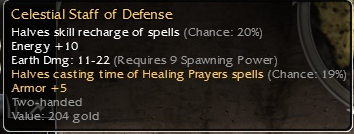 Celestial Staff of Defense
Halves skill recharge of spells (Chance: 20%)
Energy +10
Earth Dmg: 11-22 (Requires 9 Spawning Power)
Halves casting time of Healing Prayers spells (Chance: 19%)
Armor +5
Two-handed
Value: 204 gold